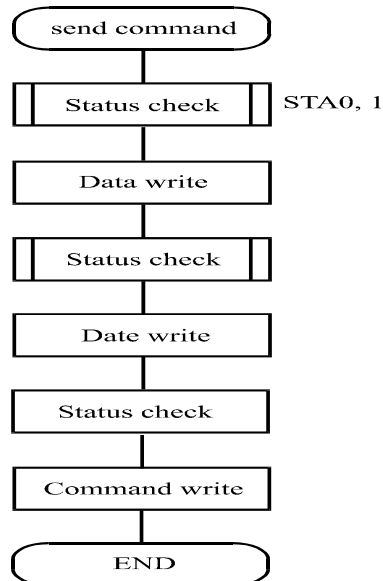 send command
Status check STA0, 1
Data write
Status check
Date write
Status check
Command write
END